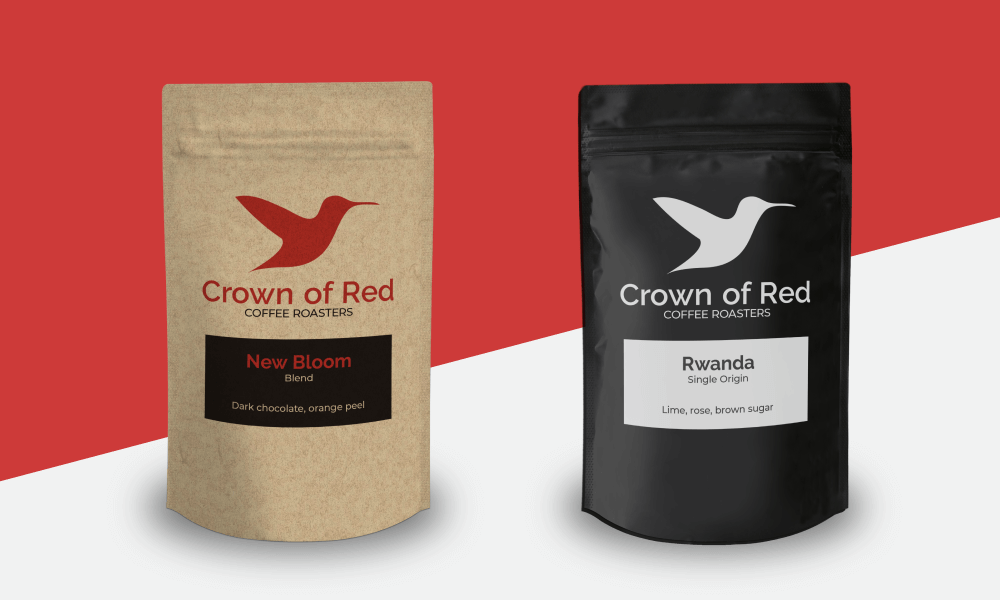 Crown of Red
COFFEE ROASTERS
New Bloom
Blend
Dark chocolate, orange peel
Crown of Red
COFFEE ROASTERS
Rwanda
Single Origin
Lime, rose, brown sugar